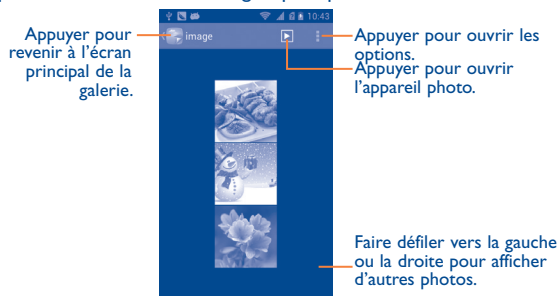 Appuyer pour
revenir à l'écran
principal de la
galerie.
10:43
image
Appuyer pour ouvrir les
options.
Appuyer pour ouvrir
l'appareil photo.
Faire défiler vers la gauche
ou la droite pour afficher
d'autres photos.